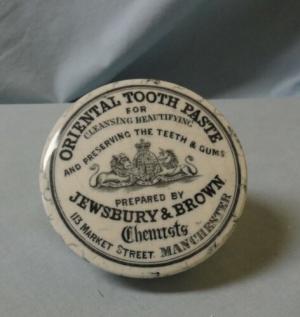 ORIENTAL TOOTH PASTE
FOR
CLEANSING BEAUTIFYING
AND PRESERVING THE TEETH & GUMS
PREPARED BY
JEWSBURY & BROWN
Chemists
113 MARKET STREET. MANCHESTER